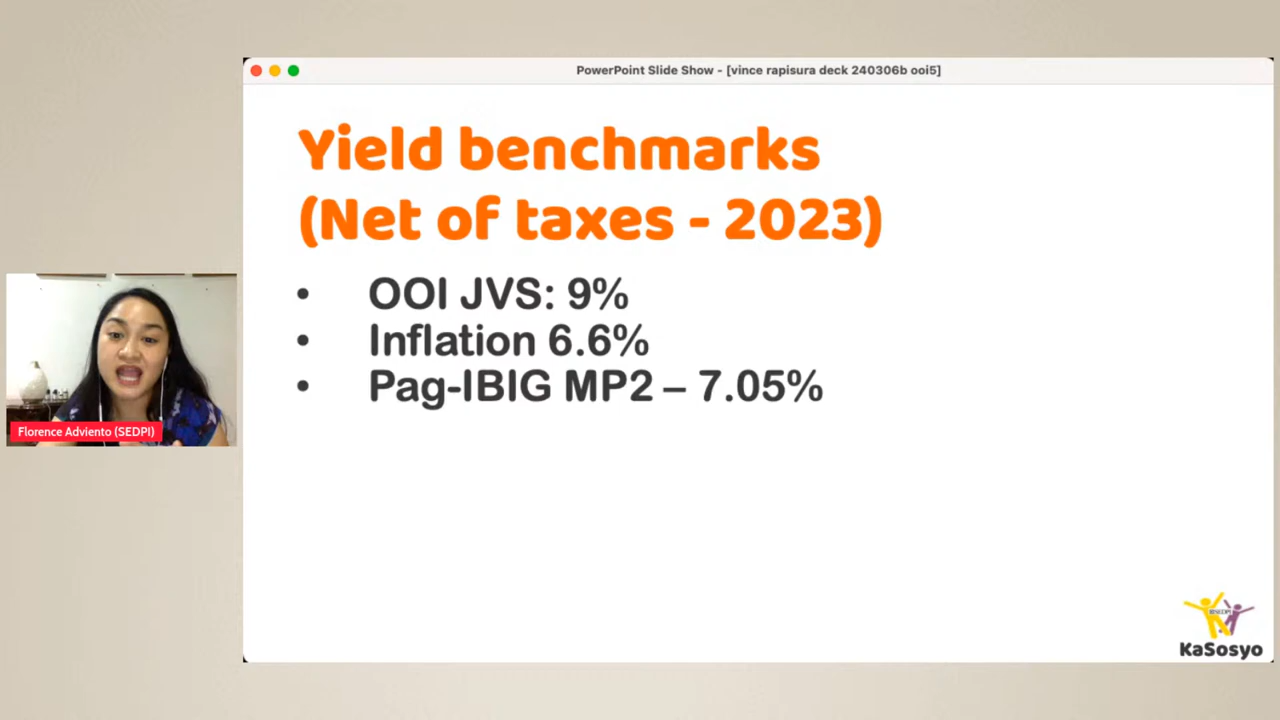 PowerPoint Slide Show - [vince rapisura deck 240306b ooi5]
Yield benchmarks
(Net of taxes - 2023)
• OOI JVS: 9%
• Inflation 6.6%
• Pag-IBIG MP2 – 7.05%
Florence Adviento (SEDPI)
SEDPI
KaSosyo